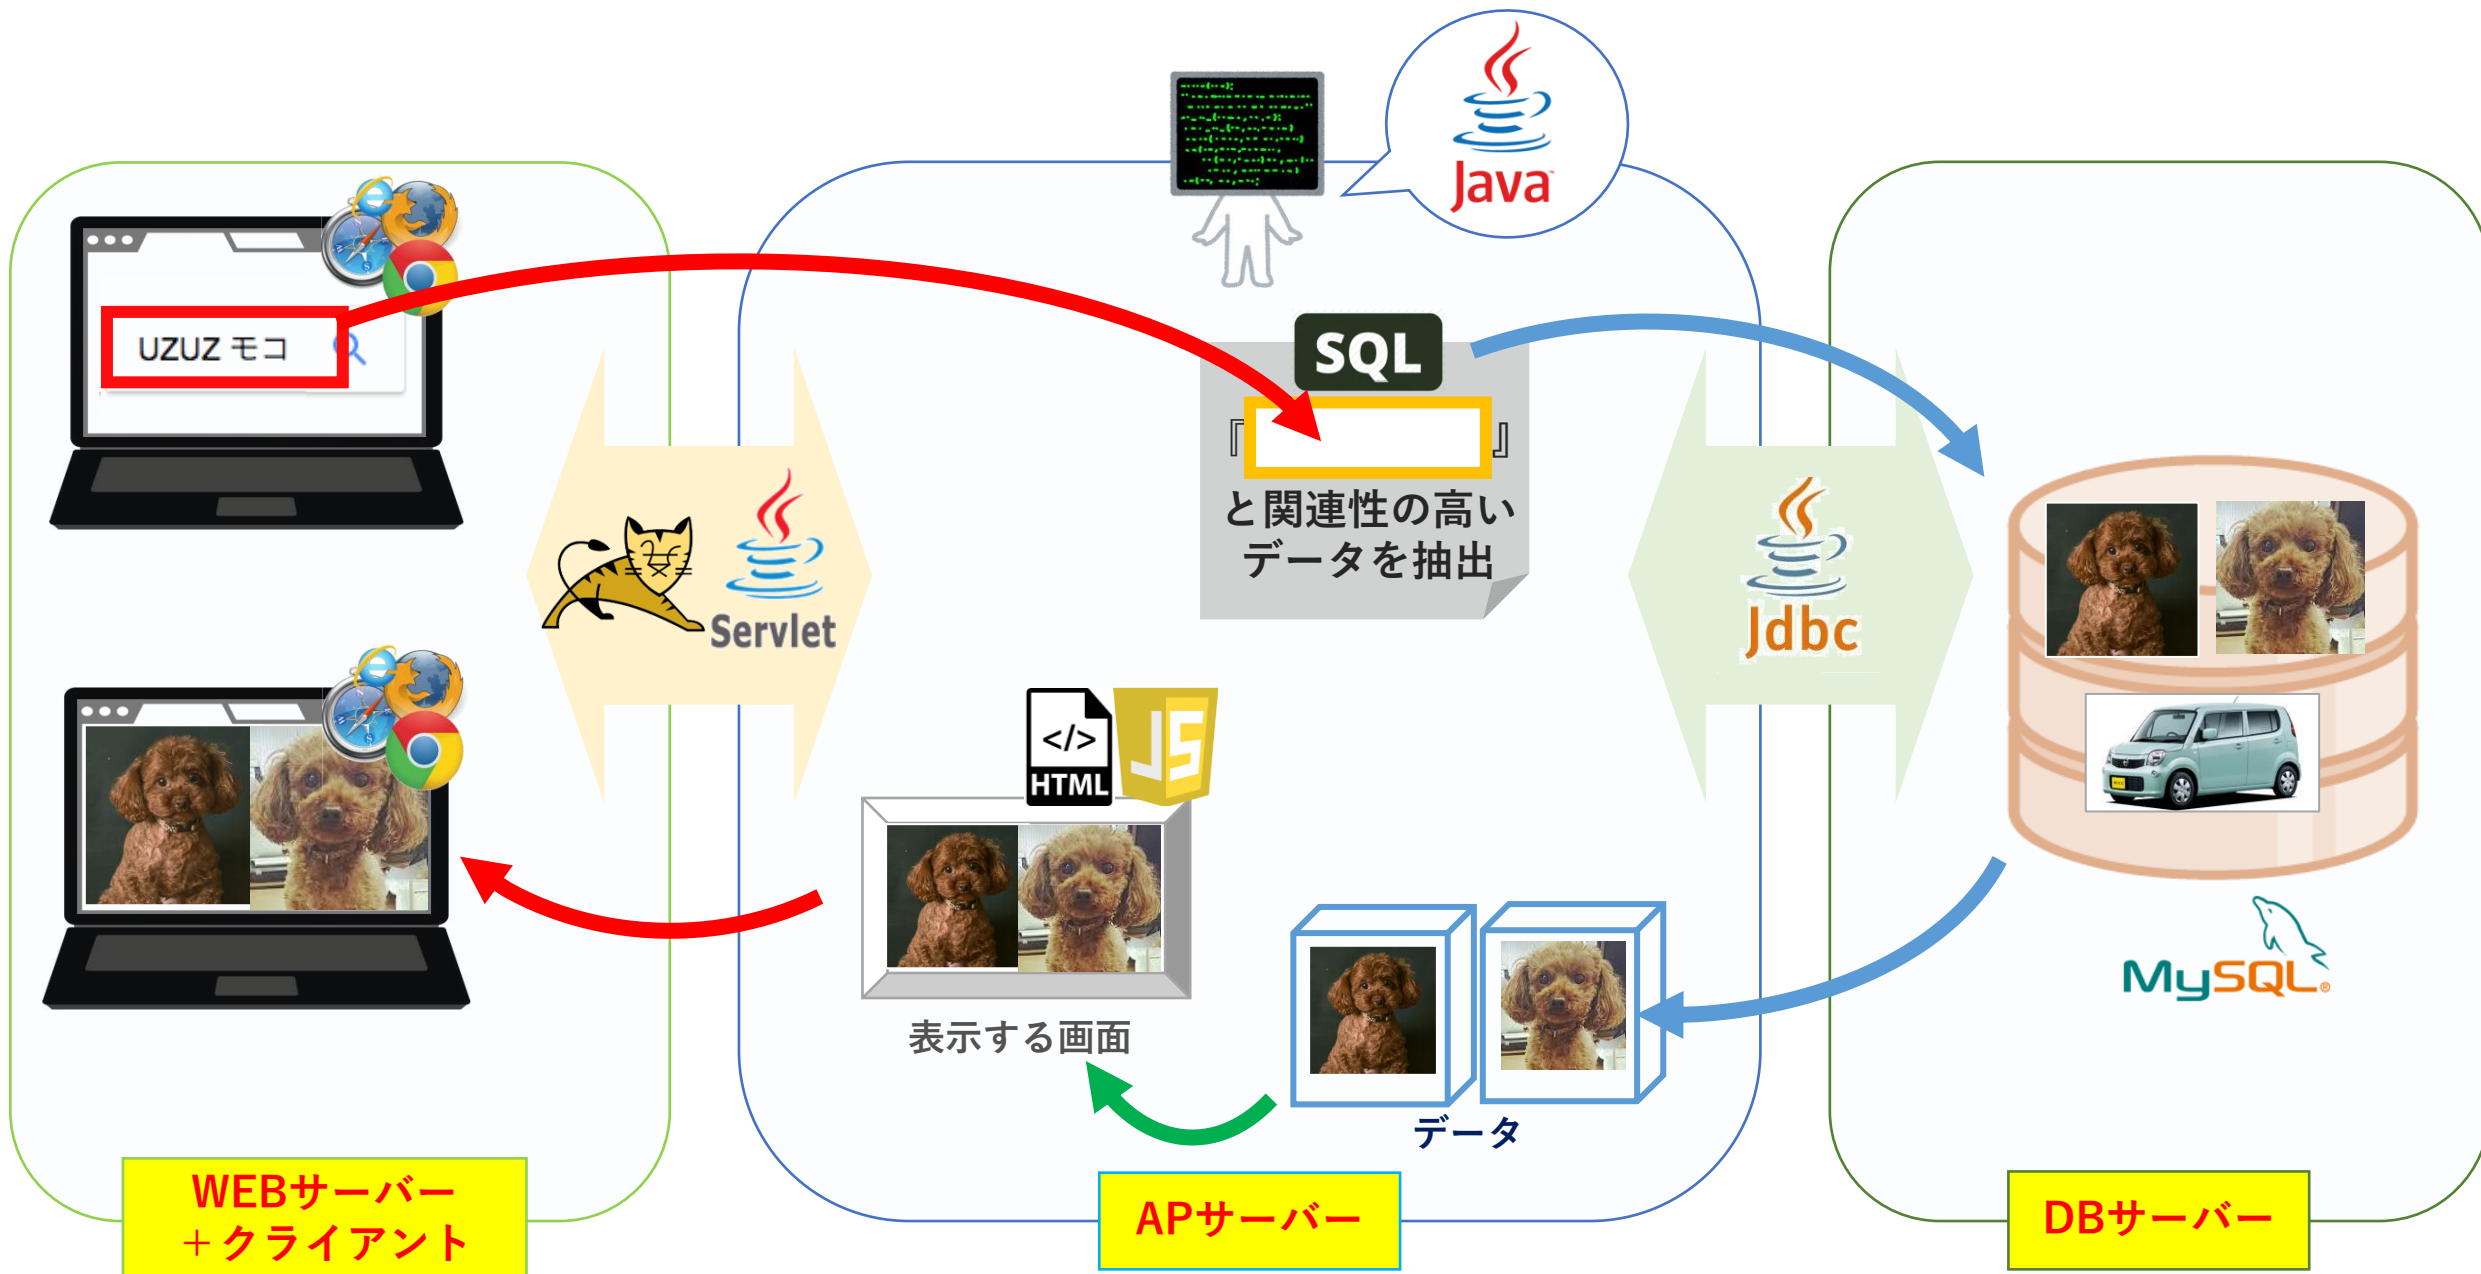 Java
UZUZ モコ
SQL
『 』
と関連性の高い
データを抽出
Servlet
Jdbc
</>
HTML
JS
表示する画面
データ
MySQL®
WEBサーバー
+クライアント
APサーバー
DBサーバー